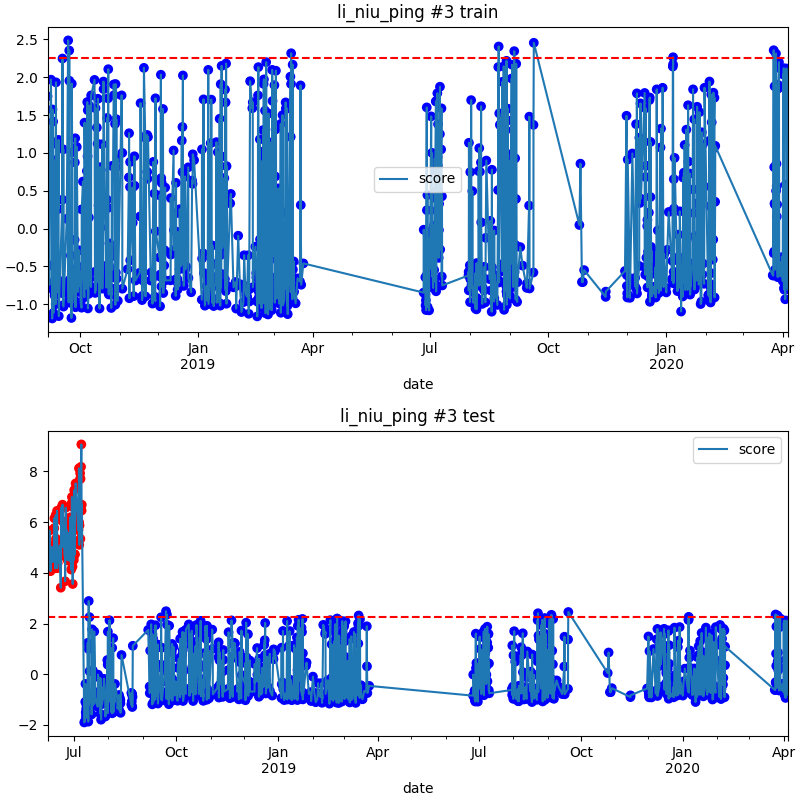 li_niu_ping #3 train
2.5
2.0
1.5
1.0
0.5
0.0
−0.5
−1.0
score
Oct Jan Apr Jul Oct Jan Apr
2019 2020
date
li_niu_ping #3 test
8
6
4
2
0
−2
score
Jul Oct Jan Apr Jul Oct Jan Apr
2019 2020
date